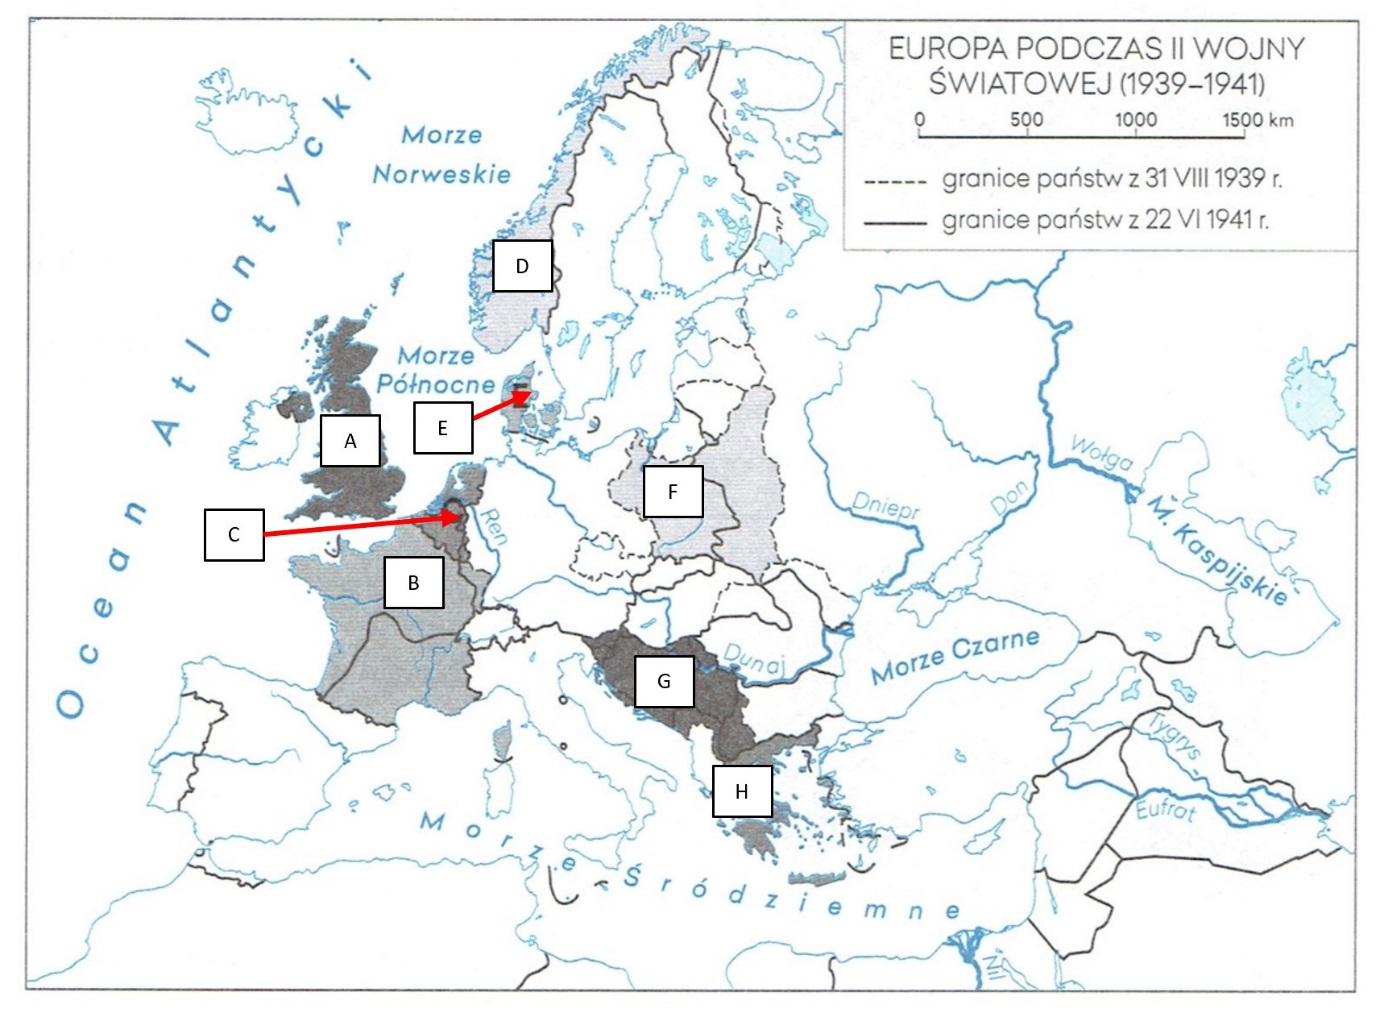 EUROPA PODCZAS II WOJNY
ŚWIATOWEJ (1939–1941)
0 500 1000 1500 km
granice państw z 31 VIII 1939 r.
granice państw z 22 VI 1941 r.
Ocean Atlantycki
Morze
Norweskie
D
Morze
Północne
E
A
F
Wołga
C
Ren
Dniepr
Don
M. Kaspijskie
B
G
Dunaj
Morze Czarne
Tygrys
H
Eufrat
Morze Śródziemne
Nil